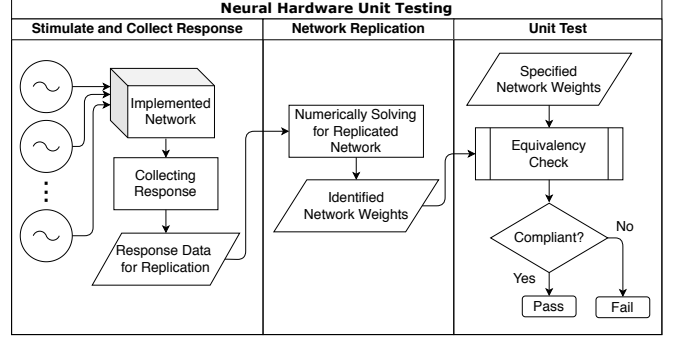 Neural Hardware Unit Testing
Stimulate and Collect Response
Network Replication
Unit Test
Implemented
Network
Collecting
Response
Response Data
for Replication
Numerically Solving
for Replicated
Network
Identified
Network Weights
Specified
Network Weights
Equivalency
Check
Compliant?
No
Yes
Pass
Fail